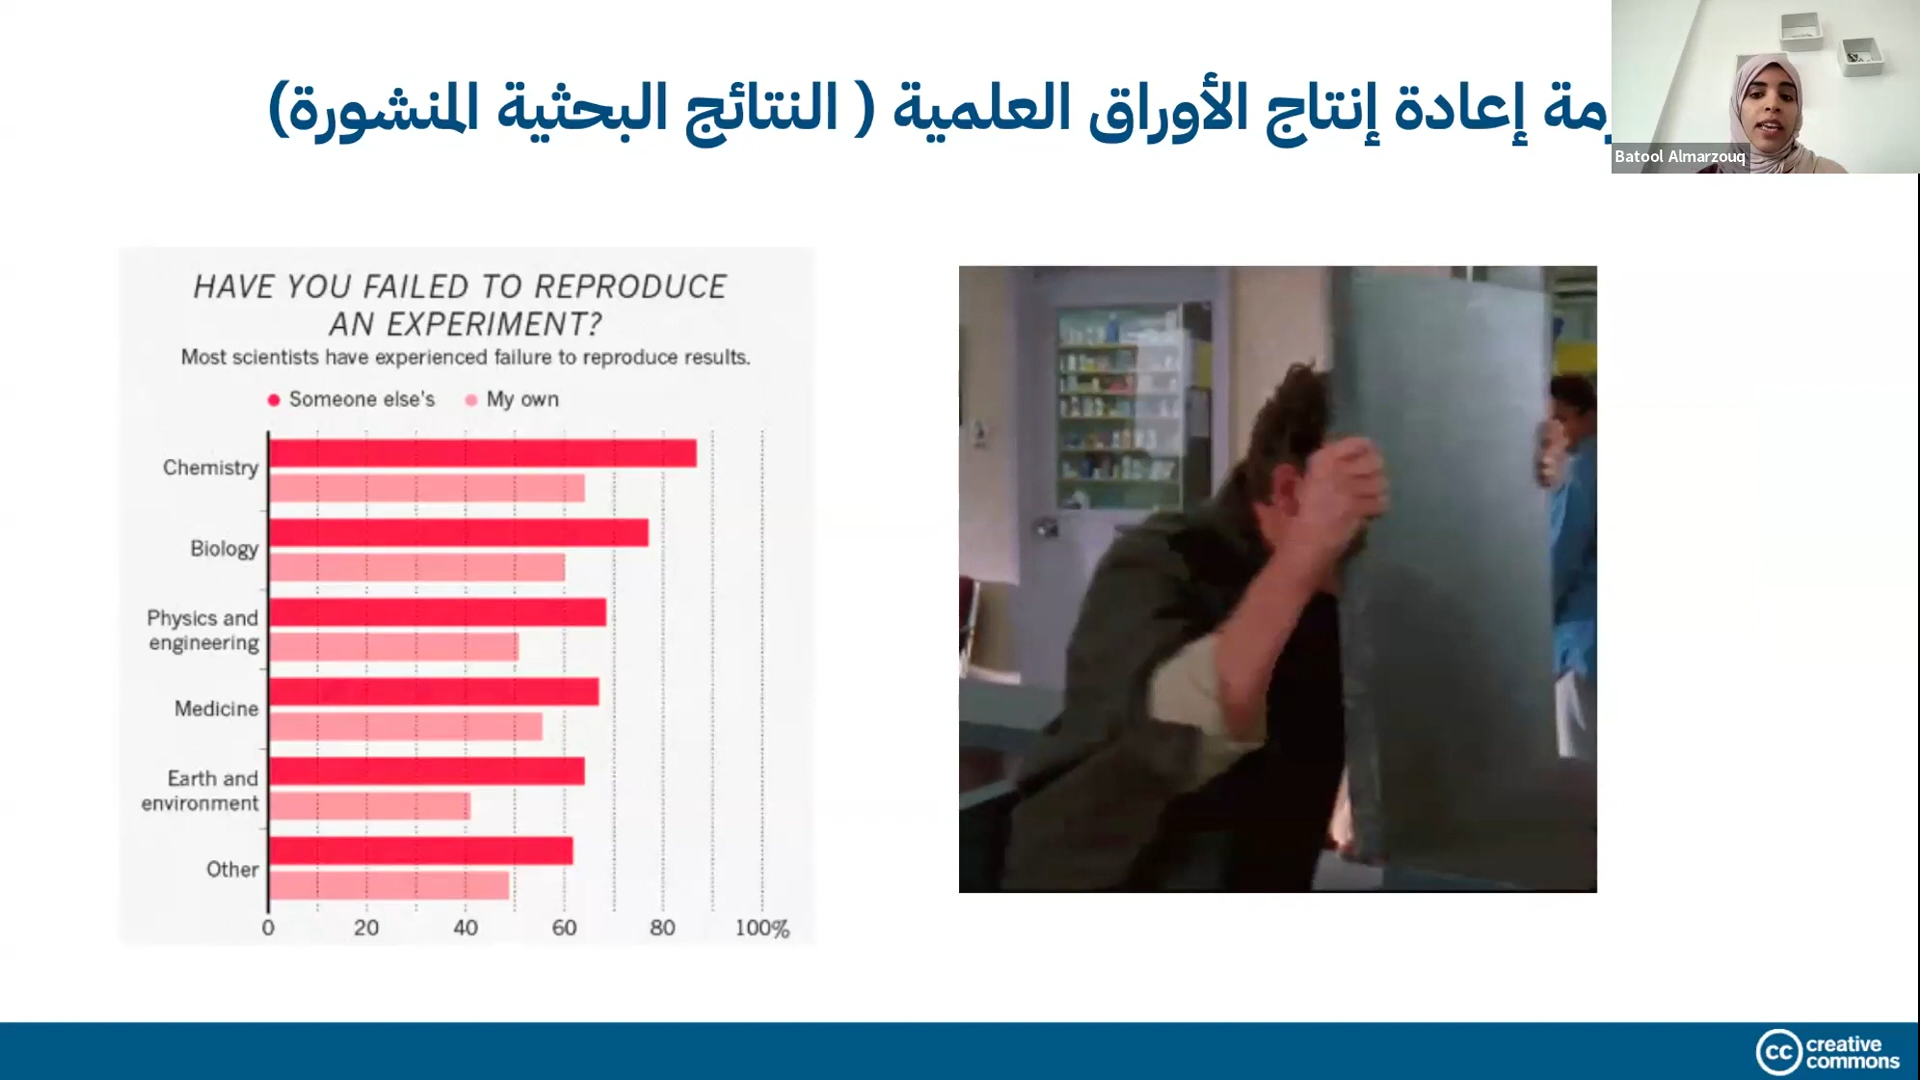 إعادة إنتاج الأوراق العلمية ( النتائج البحثية المنشورة)
Batool Almarzouq
HAVE YOU FAILED TO REPRODUCE
AN EXPERIMENT?
Most scientists have experienced failure to reproduce results.
Someone else's My own
Chemistry
Biology
Physics and
engineering
Medicine
Earth and
environment
Other
0 20 40 60 80 100%
cc creative
commons